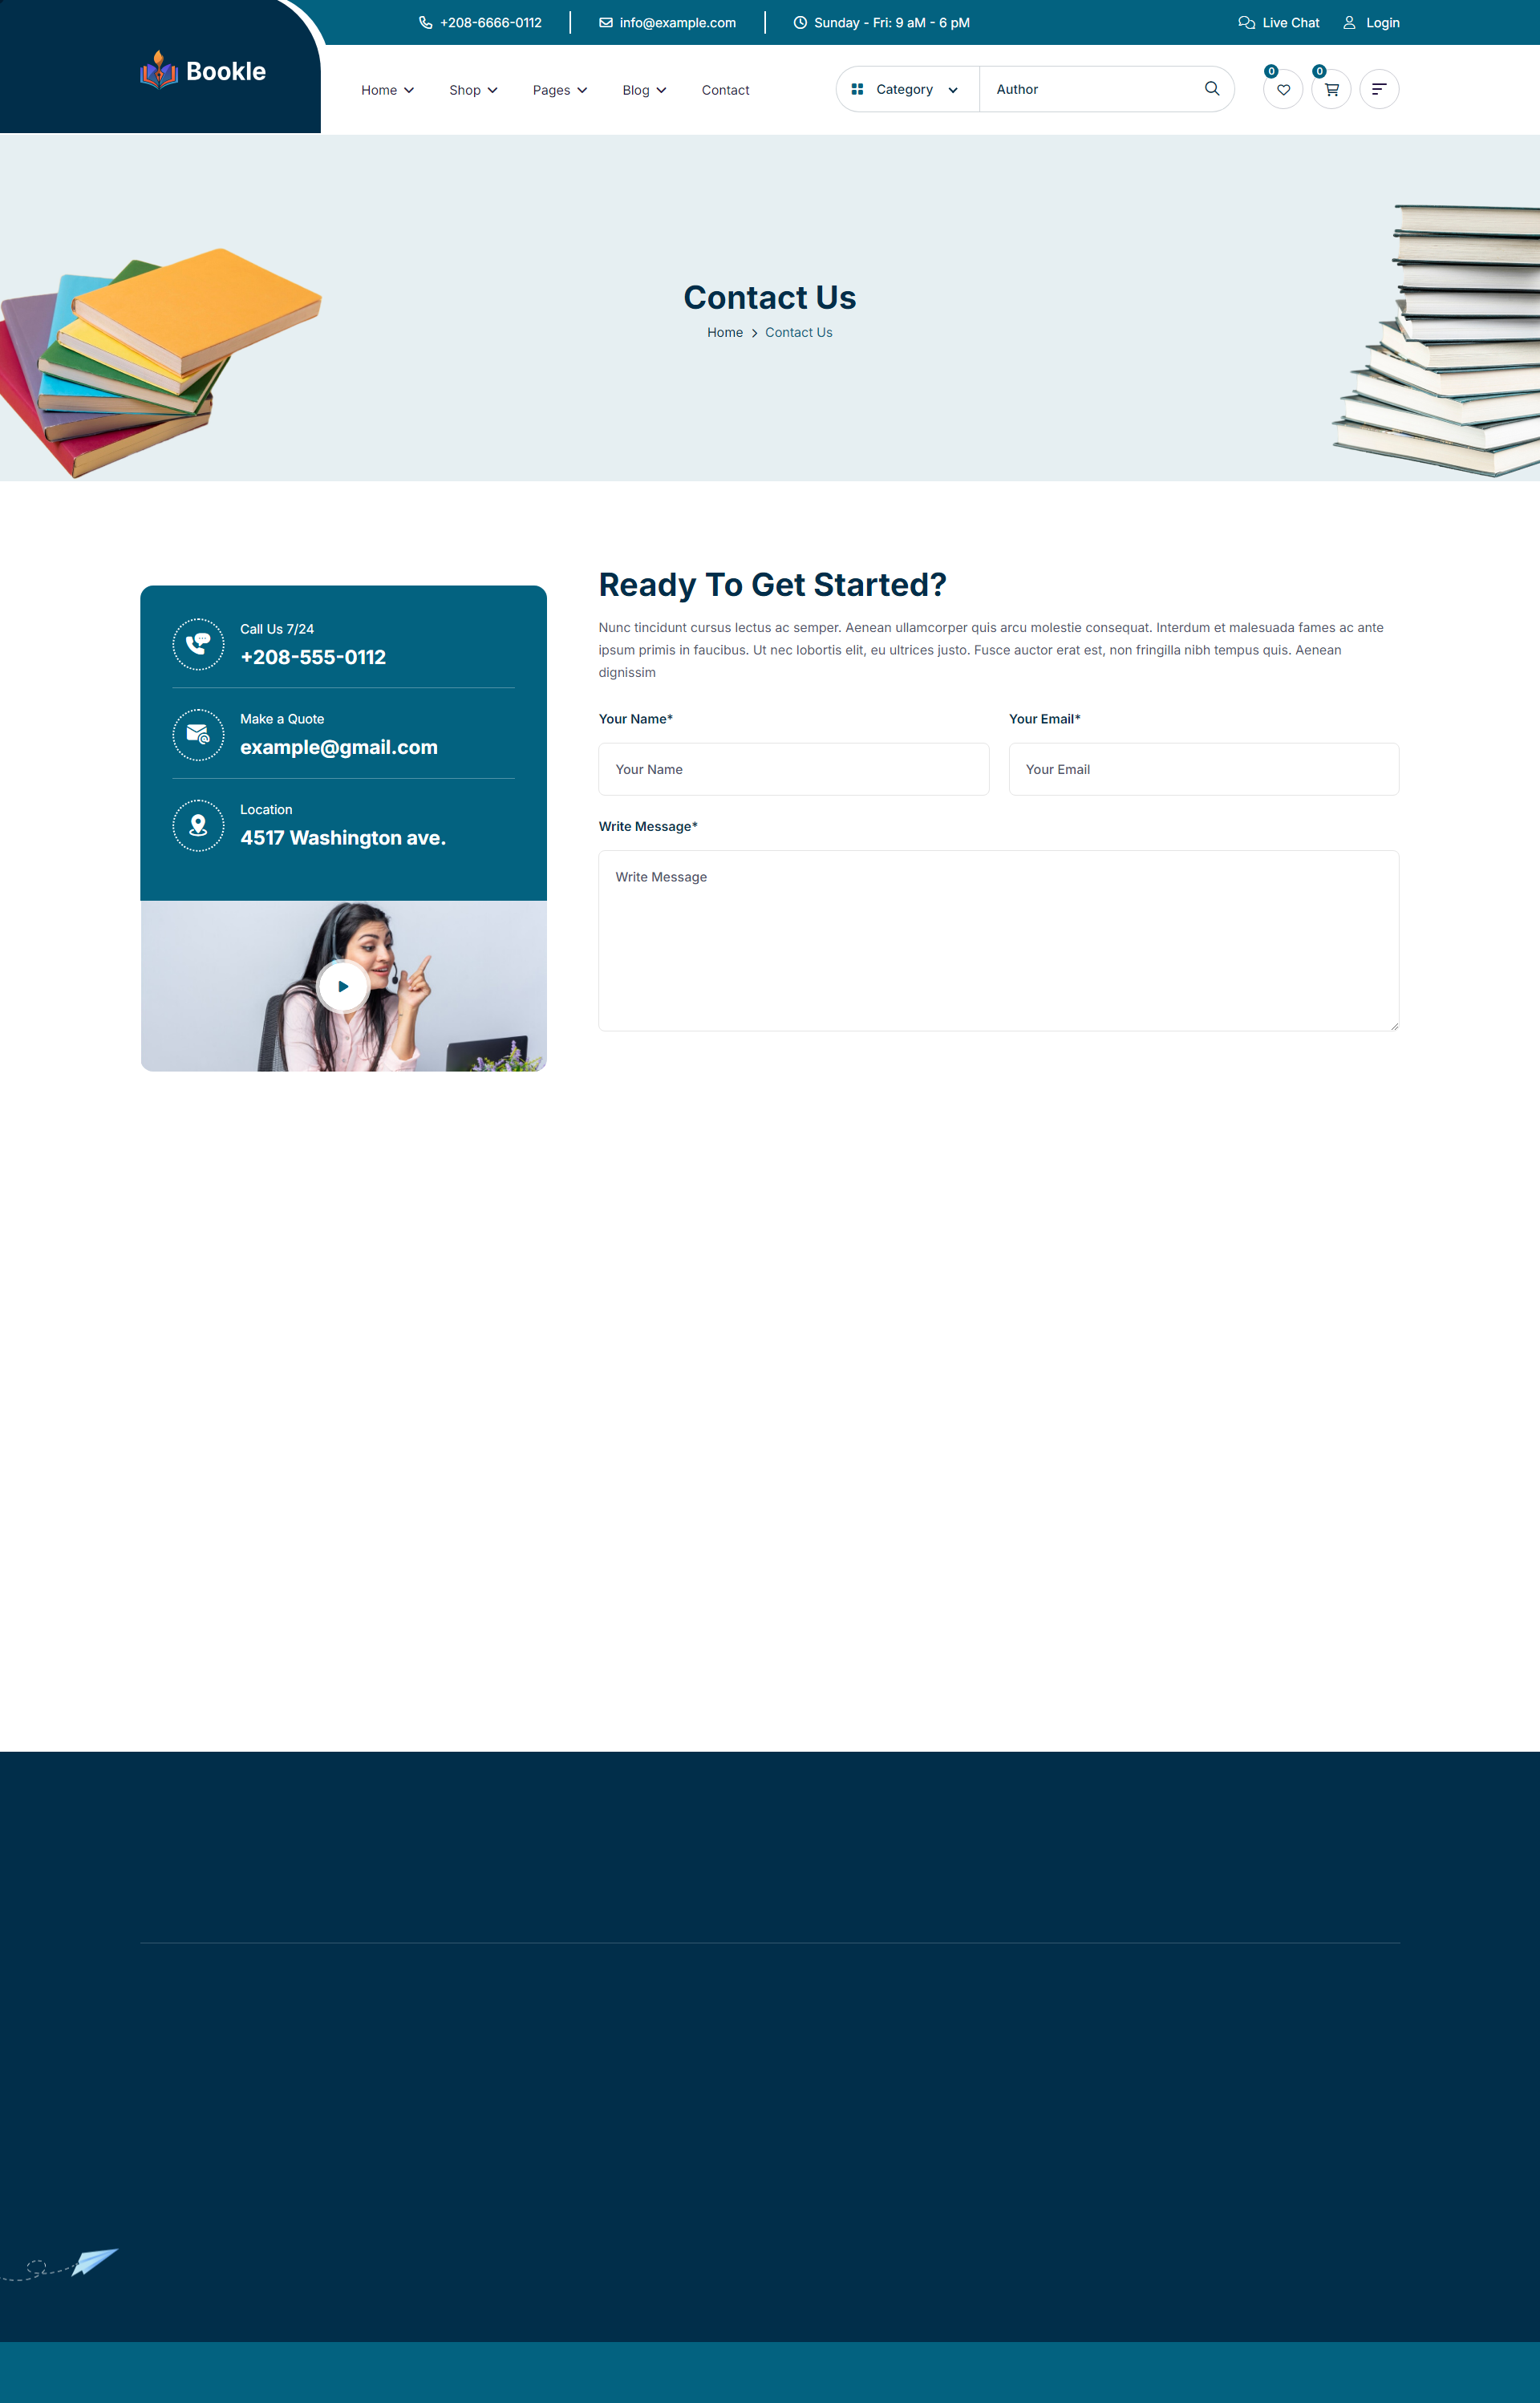 +208-6666-0112
info@example.com
Sunday - Fri: 9 aM - 6 pM
Live Chat
Login
Bookle
Home
Shop
Pages
Blog
Contact
Category
Author
0
0
Contact Us
Home
Contact Us
Call Us 7/24
+208-555-0112
Make a Quote
example@gmail.com
Location
4517 Washington ave.
Ready To Get Started?
Nunc tincidunt cursus lectus ac semper. Aenean ullamcorper quis arcu molestie consequat. Interdum et malesuada fames ac ante
ipsum primis in faucibus. Ut nec lobortis elit, eu ultrices justo. Fusce auctor erat est, non fringilla nibh tempus quis. Aenean
dignissim
Your Name*
Your Email*
Your Name
Your Email
Write Message*
Write Message